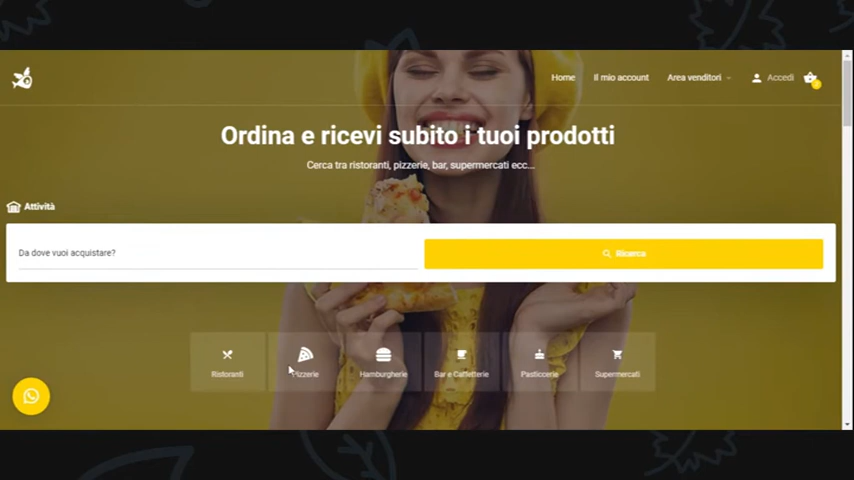 Home Il mio account Area venditori Accedi
Ordina e ricevi subito i tuoi prodotti
Cerca tra ristoranti, pizzerie, bar, supermercati ecc...
Attività
Da dove vuoi acquistare? Ricerca
Ristoranti Pizzerie Hamburgherie Bar e Caffetterie Pasticcerie Supermercati